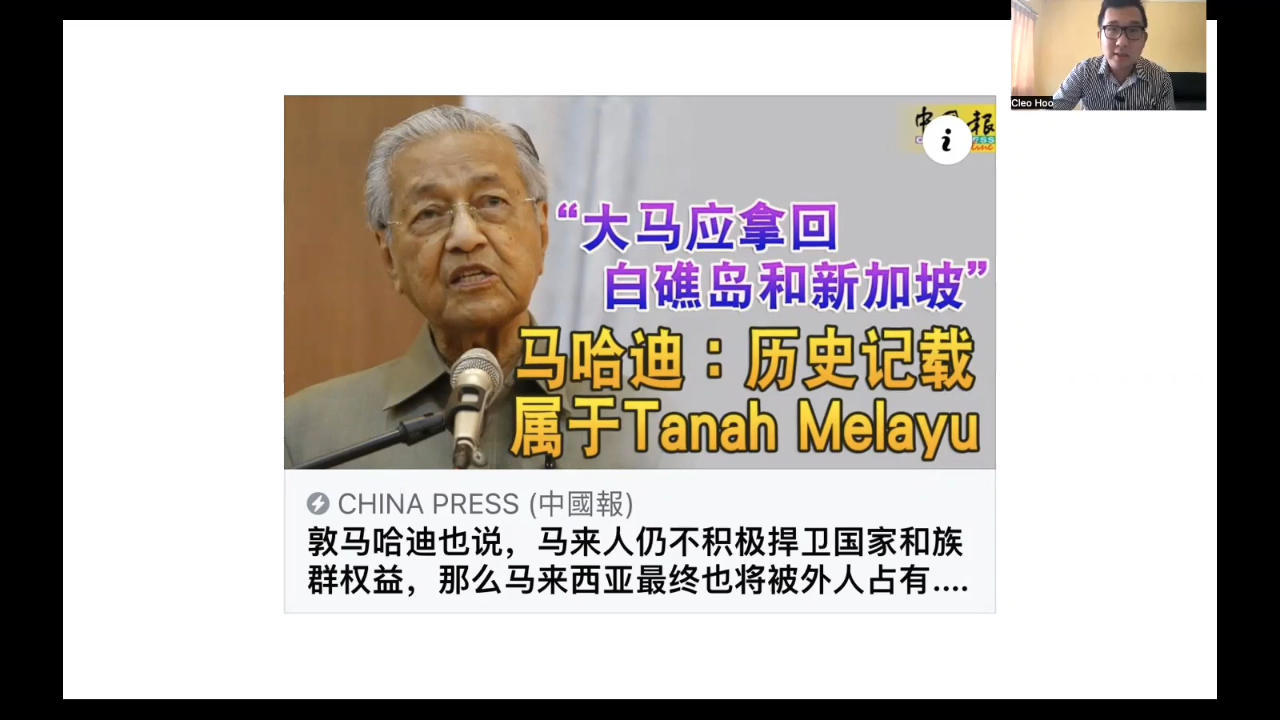 Cleo Hoo
中
報
“大马应拿回
白礁岛和新加坡”
马哈迪：历史记载
属于Tanah Melayu
CHINA PRESS (中國報)
敦马哈迪也说，马来人仍不积极捍卫国家和族
群权益，那么马来西亚最终也将被外人占有....